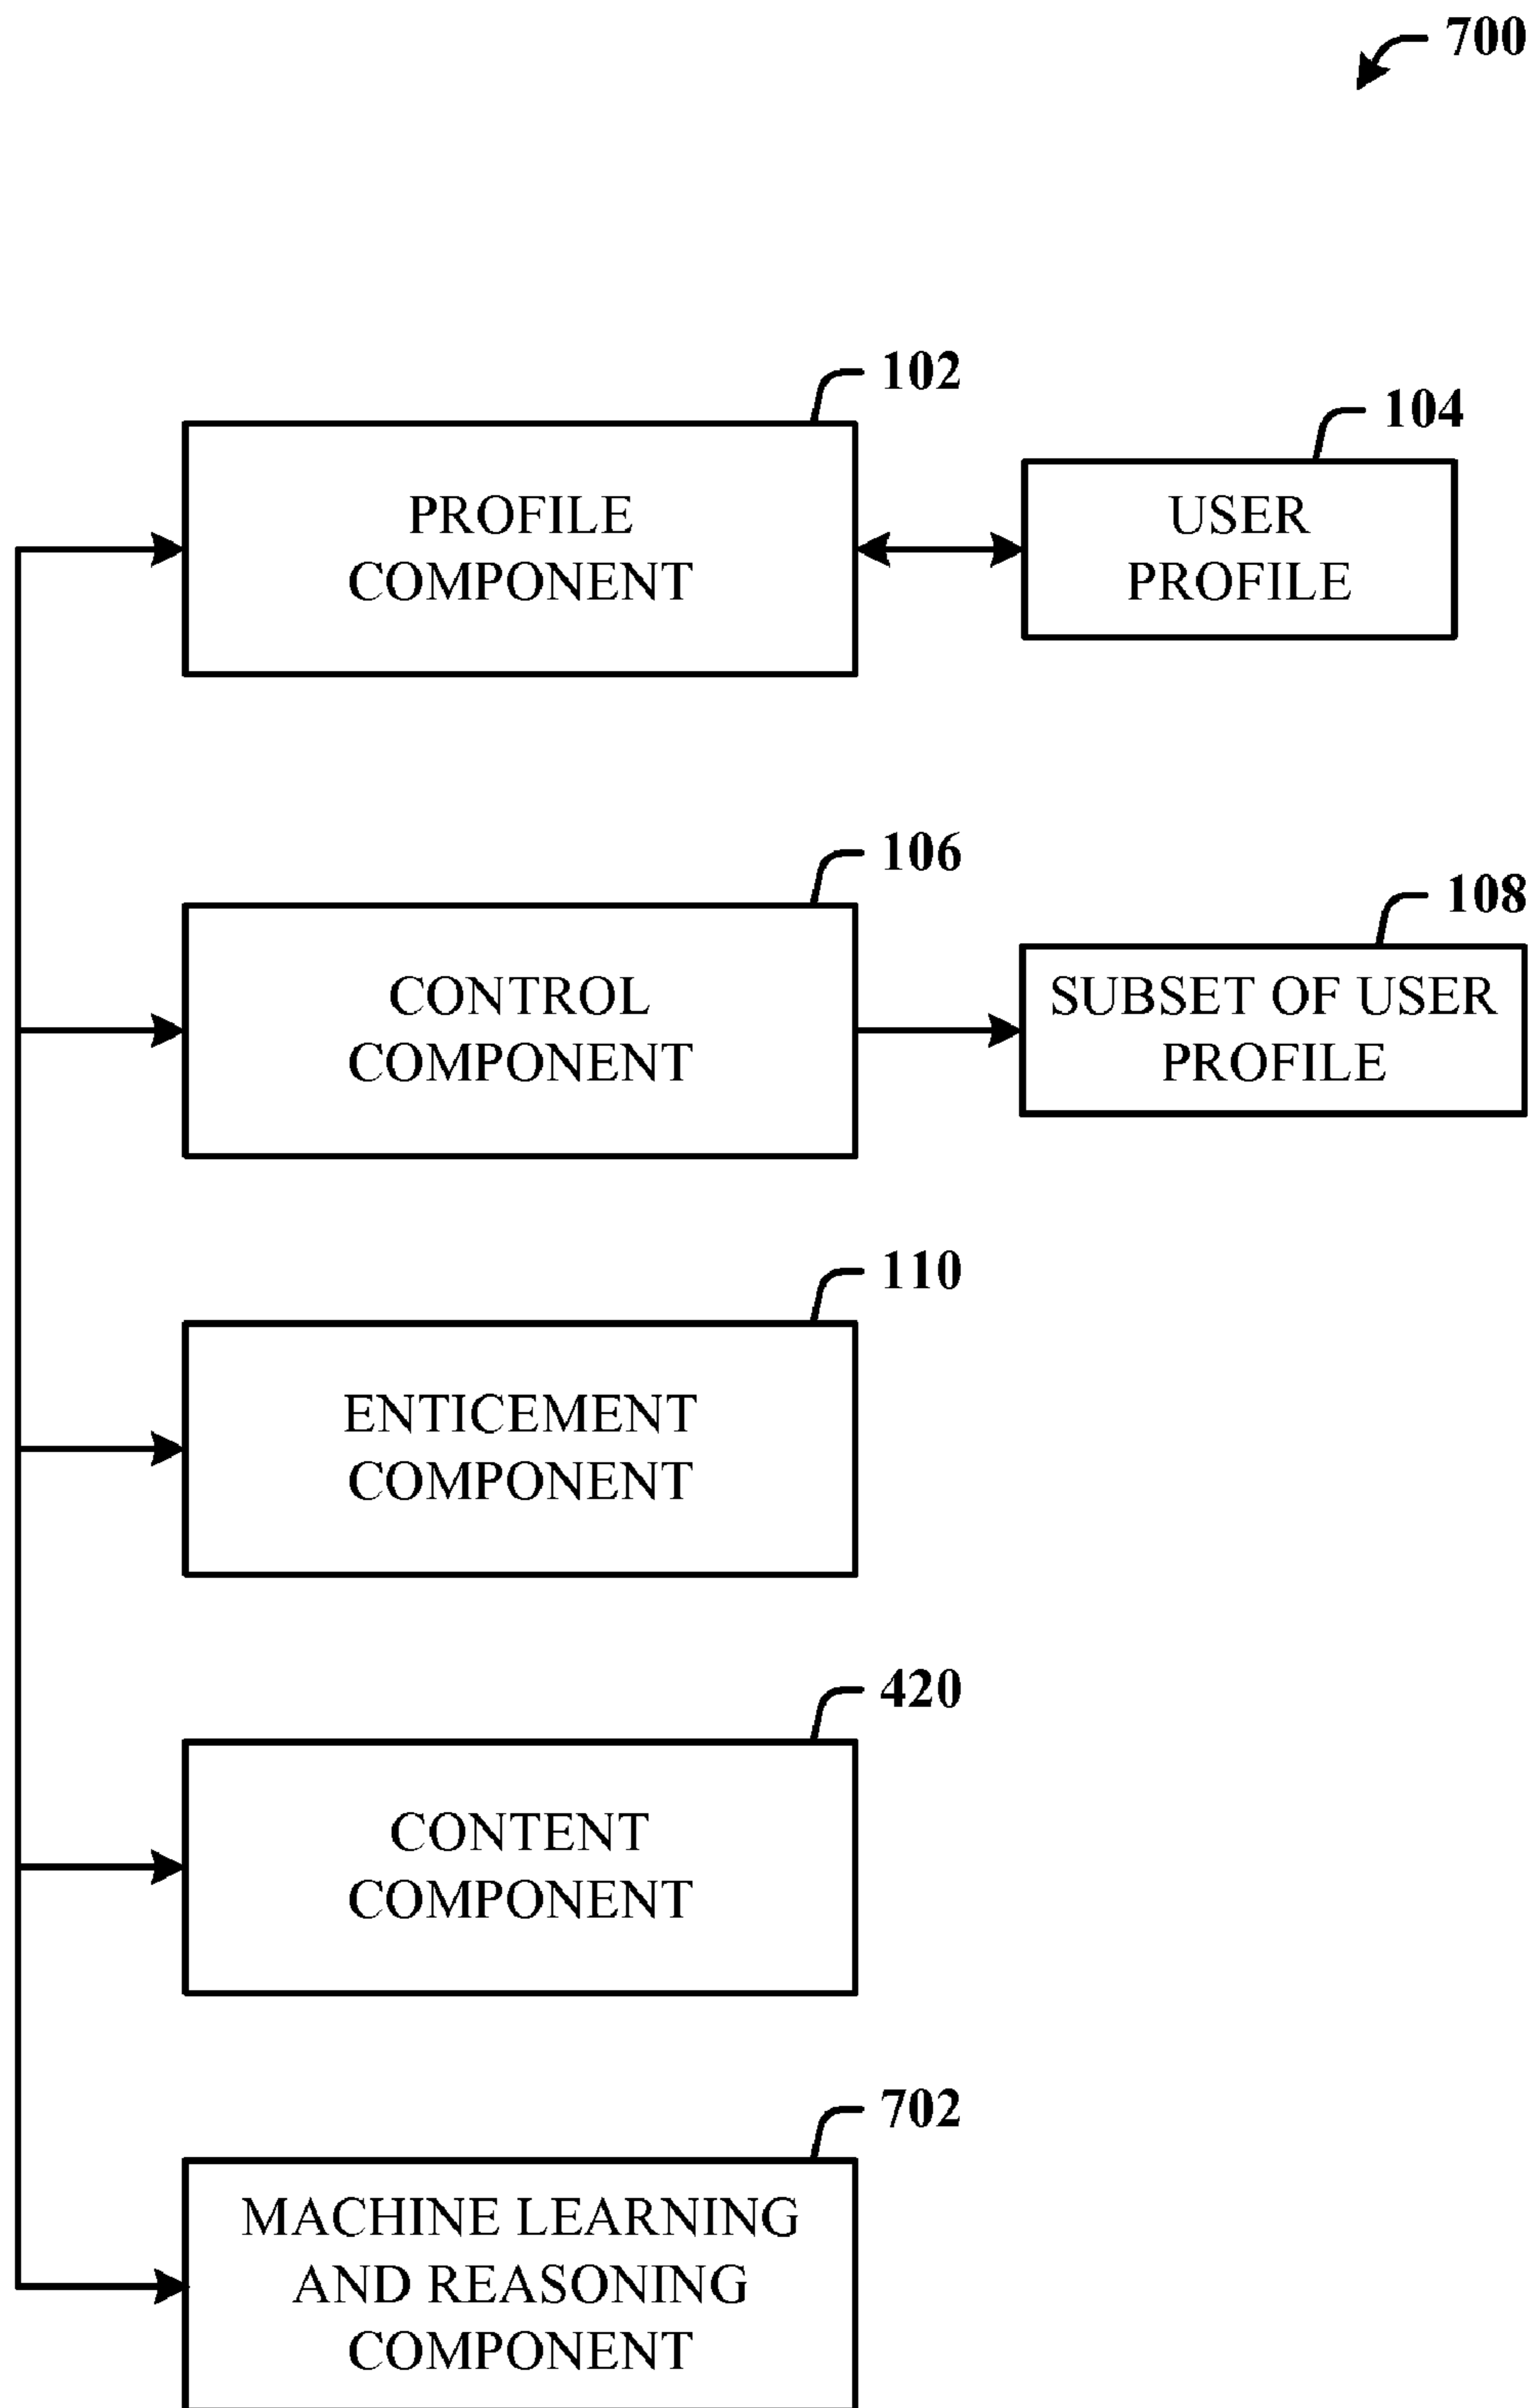 700
102
PROFILE
COMPONENT
104
USER
PROFILE
106
CONTROL
COMPONENT
108
SUBSET OF USER
PROFILE
110
ENTICEMENT
COMPONENT
420
CONTENT
COMPONENT
702
MACHINE LEARNING
AND REASONING
COMPONENT